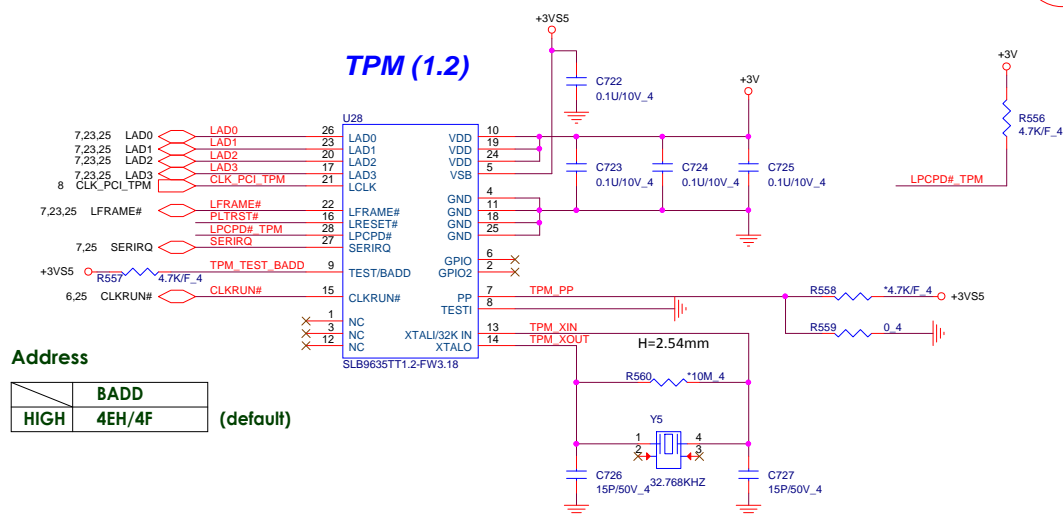 +3VS5
TPM (1.2)
C722
0.1U/10V_4
+3V
+3V
R556
4.7K/F_4
U28
7,23,25 LAD0 LAD0 26 LAD0 VDD 10
7,23,25 LAD1 LAD1 23 LAD1 VDD 19
7,23,25 LAD2 LAD2 20 LAD2 VDD 24
7,23,25 LAD3 LAD3 17 LAD3 VSB 5
8 CLK_PCI_TPM CLK_PCI_TPM 21 LCLK
C723
0.1U/10V_4
C724
0.1U/10V_4
C725
0.1U/10V_4
LPCPD#_TPM
GND 4
7,23,25 LFRAME# LFRAME# 22 LFRAME# GND 11
PLTRST# 16 LRESET# GND 18
LPCPD#_TPM 28 LPCPD# GND 25
7,25 SERIRQ SERIRQ 27 SERIRQ
GPIO 6
GPIO2 2
+3VS5 R557 4.7K/F_4 TPM_TEST_BADD 9 TEST/BADD
6,25 CLKRUN# CLKRUN# 15 CLKRUN#
PP 7 TPM_PP
TESTI 8
R558 *4.7K/F_4 +3VS5
R559 0_4
1 NC
3 NC
12 NC
XTALI/32K IN 13 TPM_XIN
XTALO 14 TPM_XOUT
H=2.54mm
SLB9635TT1.2-FW3.18
R560 *10M_4
Address
BADD
HIGH 4EH/4F (default)
Y5
1 4
2 3
32.768KHZ
C726
15P/50V_4
C727
15P/50V_4